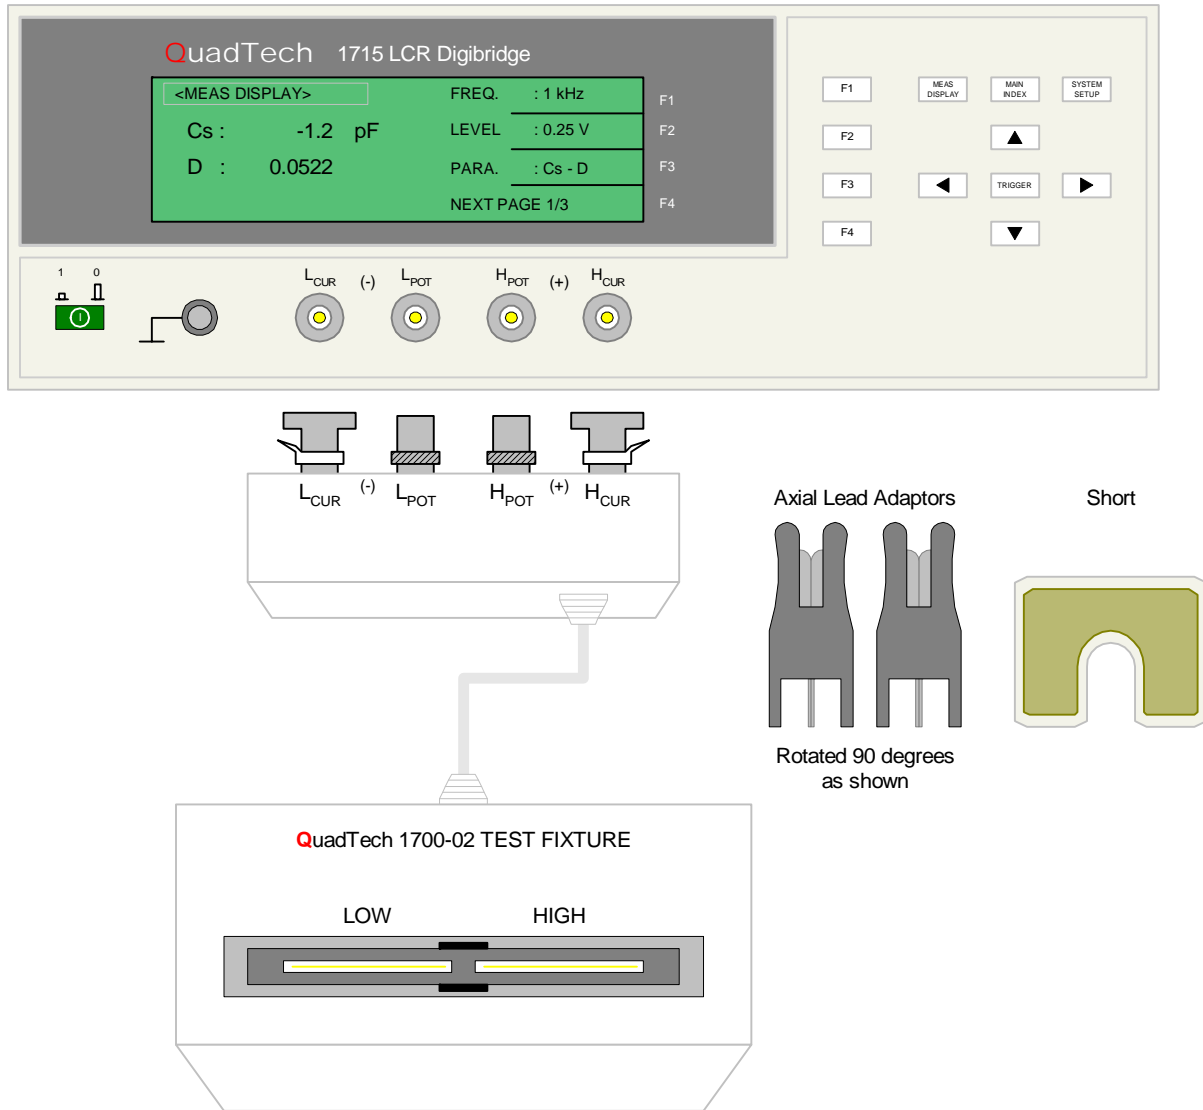 QuadTech 1715 LCR Digibridge
<MEAS DISPLAY>
FREQ. : 1 kHz
F1
Cs : -1.2 pF
LEVEL : 0.25 V
F2
D : 0.0522
PARA. : Cs - D
F3
NEXT PAGE 1/3
F4
F1
MEAS DISPLAY
MAIN INDEX
SYSTEM SETUP
F2
F3
TRIGGER
F4
1 0
LCUR (-) LPOT HPOT (+) HCUR
LCUR (-) LPOT HPOT (+) HCUR
Axial Lead Adaptors
Short
Rotated 90 degrees
as shown
QuadTech 1700-02 TEST FIXTURE
LOW HIGH